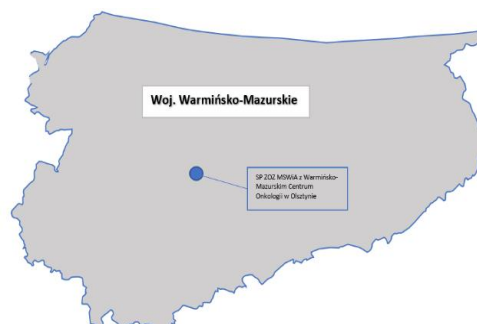 Woj. Warmińsko-Mazurskie
SP ZOZ MSWiA z Warmińsko-
Mazurskim Centrum
Onkologii w Olsztynie